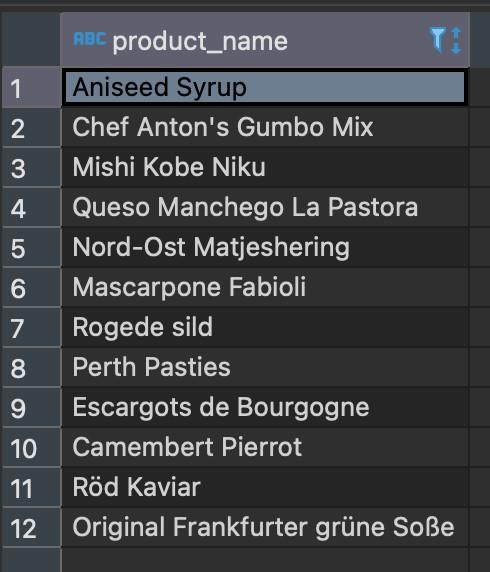 ABC product_name
1 Aniseed Syrup
2 Chef Anton's Gumbo Mix
3 Mishi Kobe Niku
4 Queso Manchego La Pastora
5 Nord-Ost Matjeshering
6 Mascarpone Fabioli
7 Rogede sild
8 Perth Pasties
9 Escargots de Bourgogne
10 Camembert Pierrot
11 Röd Kaviar
12 Original Frankfurter grüne Soße